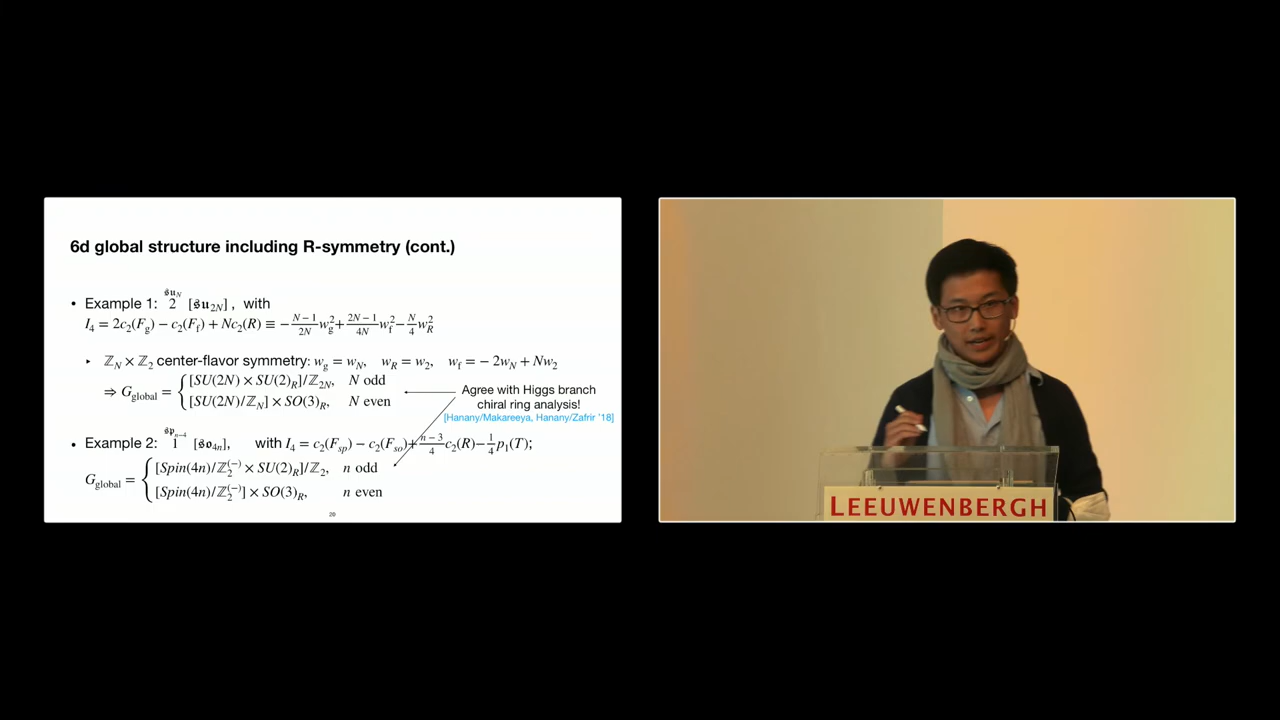 6d global structure including R-symmetry (cont.)
• Example 1: $\overset{\mathfrak{su}_N}{2}$ $[\mathfrak{su}_{2N}]$ , with
$I_4 = 2c_2(F_g) - c_2(F_f) + Nc_2(R) \equiv -\frac{N-1}{2N}w_g^2 + \frac{2N-1}{4N}w_f^2 - \frac{N}{4}w_R^2$
▸ $\mathbb{Z}_N \times \mathbb{Z}_2$ center-flavor symmetry: $w_g = w_N, \quad w_R = w_2, \quad w_f = -2w_N + Nw_2$
$\Rightarrow G_{\text{global}} = \begin{cases} [SU(2N) \times SU(2)_R]/\mathbb{Z}_{2N}, & N \text{ odd} \\ [SU(2N)/\mathbb{Z}_N] \times SO(3)_R, & N \text{ even} \end{cases}$
Agree with Higgs branch
chiral ring analysis!
[Hanany/Makareeya, Hanany/Zafrir '18]
• Example 2: $\overset{\mathfrak{sp}_{n-4}}{1}$ $[\mathfrak{so}_{4n}]$, with $I_4 = c_2(F_{sp}) - c_2(F_{so}) + \frac{n-3}{4}c_2(R) - \frac{1}{4}p_1(T)$;
$G_{\text{global}} = \begin{cases} [Spin(4n)/\mathbb{Z}_2^{(-)} \times SU(2)_R]/\mathbb{Z}_2, & n \text{ odd} \\ [Spin(4n)/\mathbb{Z}_2^{(-)}] \times SO(3)_R, & n \text{ even} \end{cases}$
20
LEEUWENBERGH